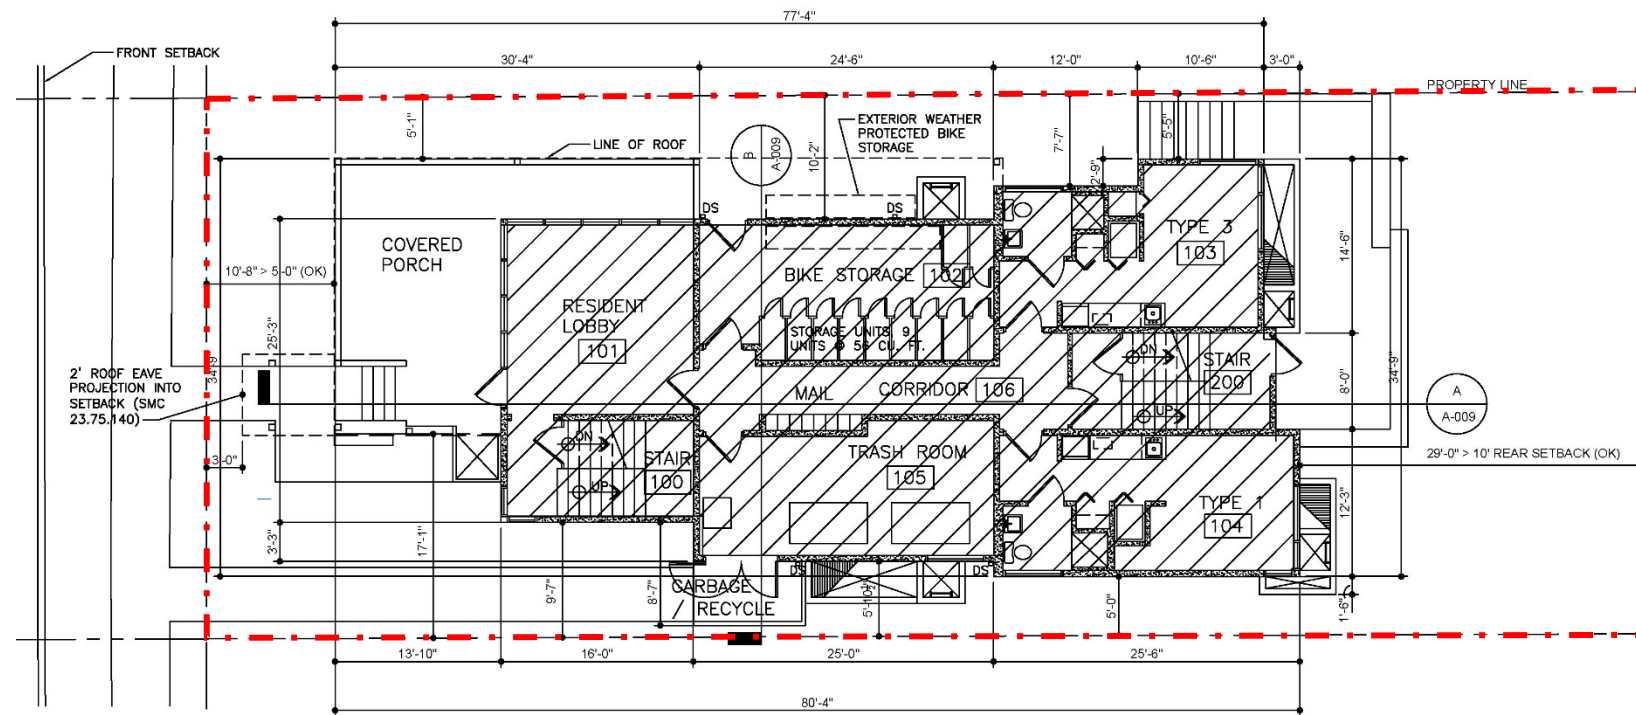 77'-4"
FRONT SETBACK
30'-4"
24'-6"
12'-0"
10'-6"
3'-0"
PROPERTY LINE
5'-1"
LINE OF ROOF
B
A-009
10'-2"
EXTERIOR WEATHER
PROTECTED BIKE
STORAGE
7'-7"
2'-9"
5'-5"
DS
DS
COVERED
PORCH
10'-8" > 5'-0" (OK)
RESIDENT
LOBBY
101
BIKE STORAGE 102
STORAGE UNITS 9
UNITS @ 56 CU. FT.
TYPE 3
103
14'-6"
25'-3"
34'-9"
2' ROOF EAVE
PROJECTION INTO
SETBACK (SMC
23.75.140)
MAIL
CORRIDOR 106
DN
UP
STAIR
200
8'-0"
34'-9"
A
A-009
3'-0"
DN
UP
STAIR
100
TRASH ROOM
105
TYPE 1
104
29'-0" > 10' REAR SETBACK (OK)
12'-3"
3'-3"
17'-1"
9'-7"
8'-7"
GARBAGE
RECYCLE
DS
DS
5'-10½"
5'-0"
1'-6"
13'-10"
16'-0"
25'-0"
25'-6"
80'-4"